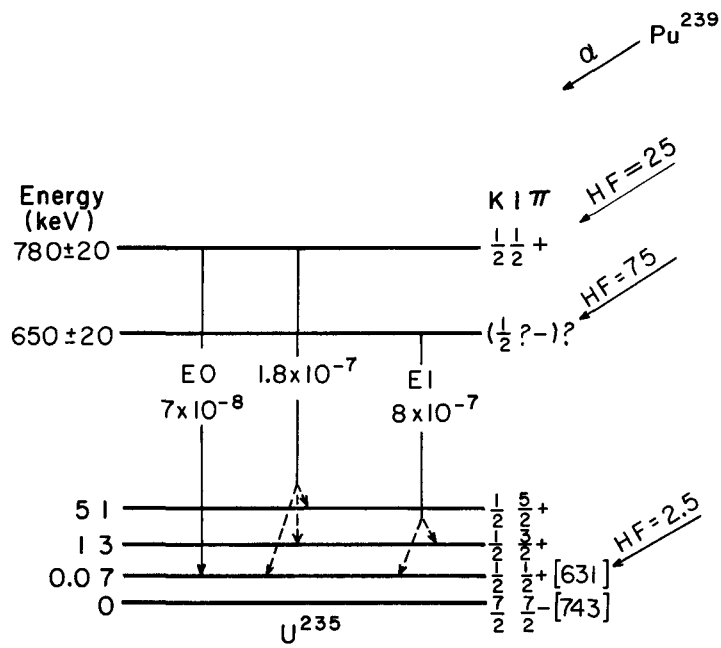 Pu²³⁹
α
HF=25
Energy
(keV)
K I π
780±20
½ ½ +
HF=75
650±20
(½ ?-)?
E0
7x10⁻⁸
1.8x10⁻⁷
E1
8x10⁻⁷
51
½ 5/2 +
HF=2.5
13
½ 3/2 +
0.07
½ ½ + [631]
0
7/2 7/2 - [743]
U²³⁵